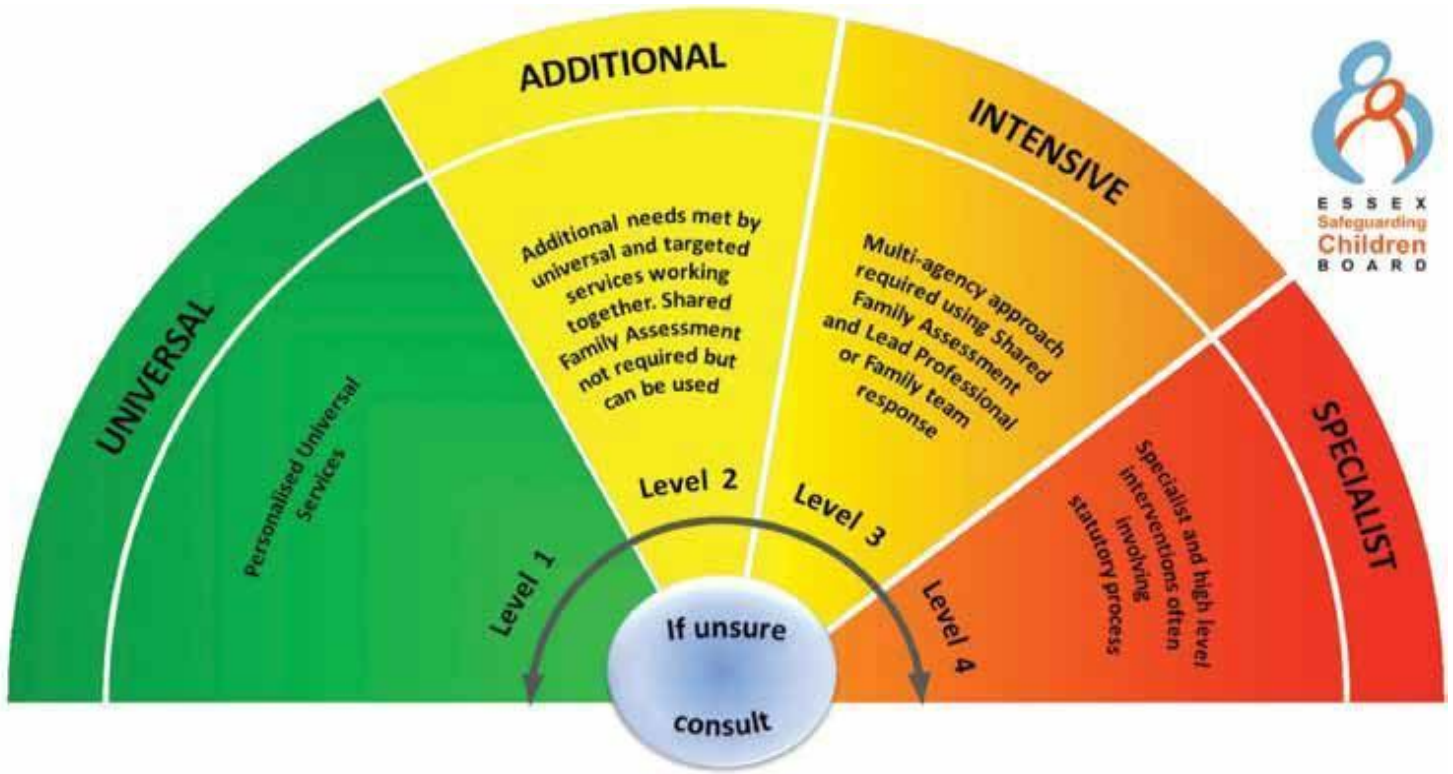 UNIVERSAL
Personalised Universal
Services
Level 1
ADDITIONAL
Additional needs met by
universal and targeted
services working
together. Shared
Family Assessment
not required but
can be used
Level 2
INTENSIVE
Multi-agency approach
required using Shared
Family Assessment
and Lead Professional
or Family team
response
Level 3
SPECIALIST
Specialist and high level
interventions often
involving
statutory process
Level 4
If unsure
consult
ESSEX
Safeguarding
Children
BOARD